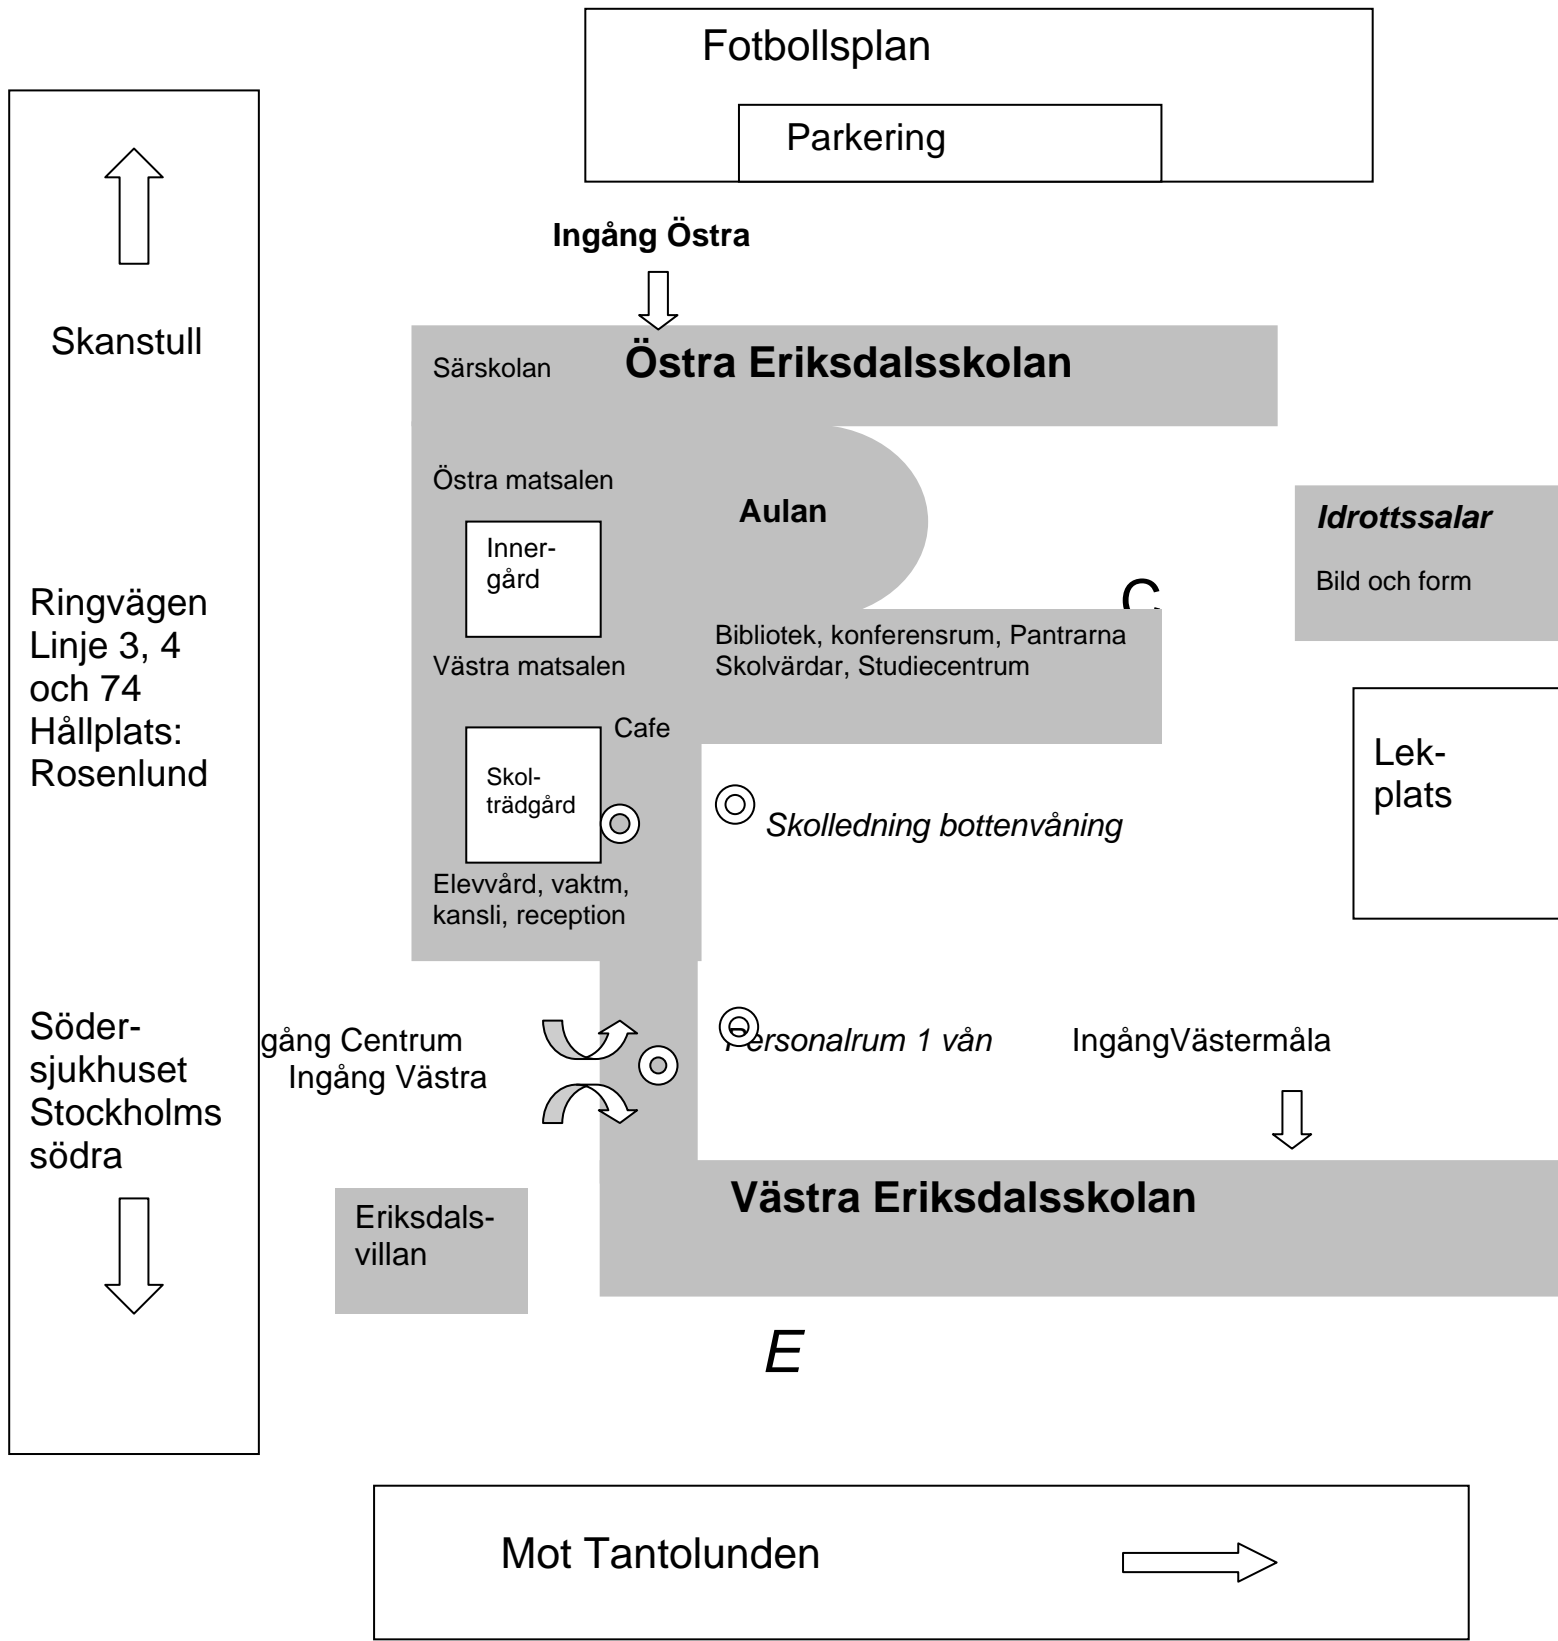 Fotbollsplan
Parkering
Ingång Östra
Skanstull
Särskolan
Östra Eriksdalsskolan
Östra matsalen
Aulan
Inner-
gård
Idrottssalar
Bild och form
C
Ringvägen
Linje 3, 4
och 74
Hållplats:
Rosenlund
Västra matsalen
Bibliotek, konferensrum, Pantrarna
Skolvärdar, Studiecentrum
Cafe
Skol-
trädgård
Skolledning bottenvåning
Lek-
plats
Elevvård, vaktm,
kansli, reception
Söder-
sjukhuset
Stockholms
södra
gång Centrum
Ingång Västra
Personalrum 1 vån
IngångVästermåla
Västra Eriksdalsskolan
Eriksdals-
villan
E
Mot Tantolunden